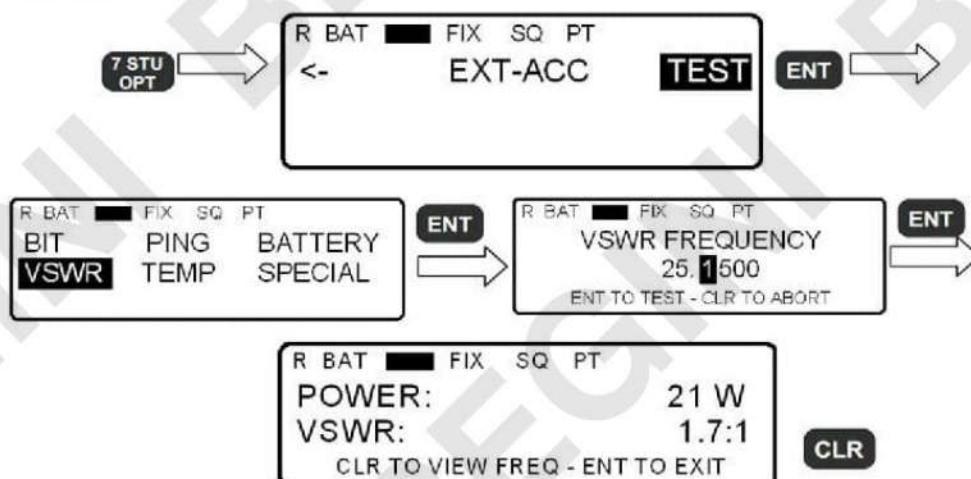 R BAT FIX SQ PT
7 STU
OPT
<- EXT-ACC TEST
ENT
R BAT FIX SQ PT
BIT PING BATTERY
VSWR TEMP SPECIAL
ENT
R BAT FIX SQ PT
VSWR FREQUENCY
25.1500
ENT TO TEST - CLR TO ABORT
ENT
R BAT FIX SQ PT
POWER: 21 W
VSWR: 1.7:1
CLR TO VIEW FREQ - ENT TO EXIT
CLR